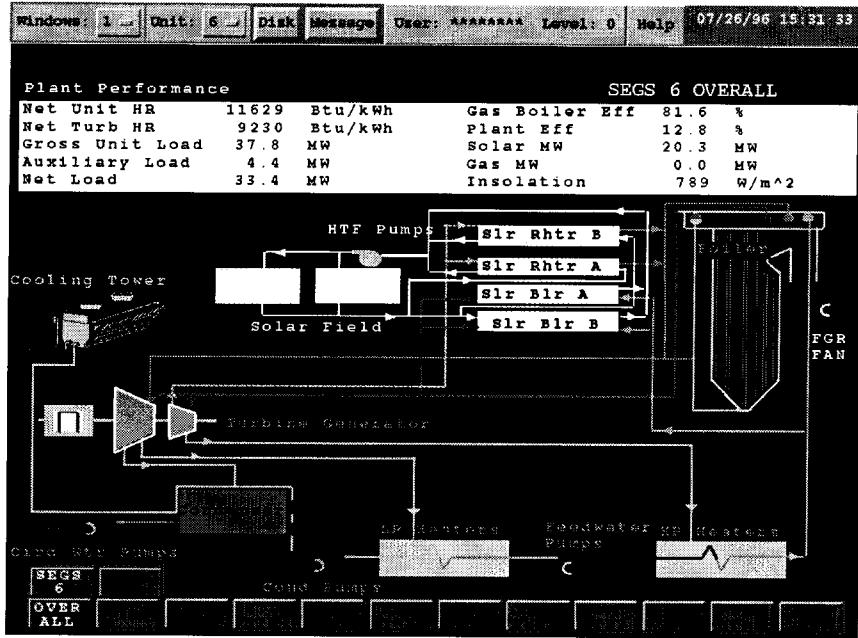 Windows: 1 Unit: 6 Disk Message User: ******** Level: 0 Help 07/26/96 15:31:33
Plant Performance SEGS 6 OVERALL
Net Unit HR 11629 Btu/kWh Gas Boiler Eff 81.6 %
Net Turb HR 9230 Btu/kWh Plant Eff 12.8 %
Gross Unit Load 37.8 MW Solar MW 20.3 MW
Auxiliary Load 4.4 MW Gas MW 0.0 MW
Net Load 33.4 MW Insolation 789 W/m^2
HTF Pumps
Slr Rhtr B
Boiler
Slr Rhtr A
Cooling Tower
Slr Blr A
Solar Field
Slr Blr B
FGR
FAN
Turbine Generator
LP Heaters
Feedwater
Pumps
HP Heaters
Circ Wtr Pumps
Cond Pumps
SEGS
6
OVER
ALL